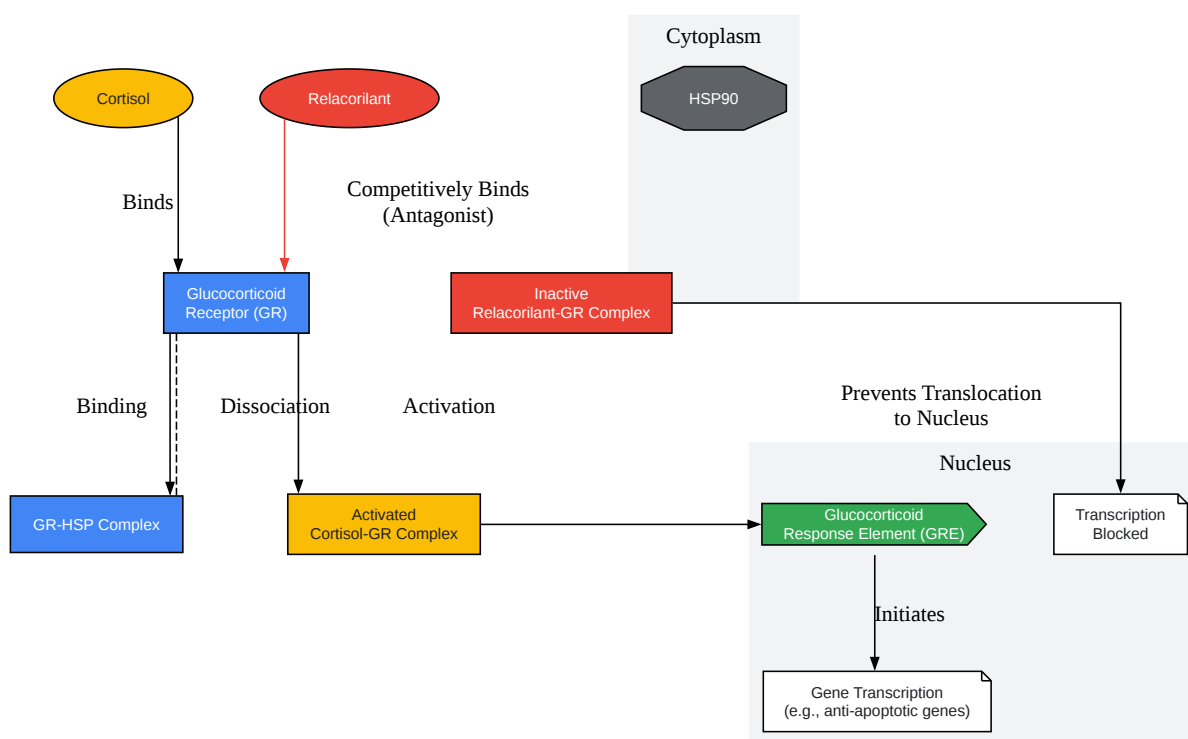 Cytoplasm
Cortisol
Relacorilant
HSP90
Binds
Competitively Binds
(Antagonist)
Glucocorticoid
Receptor (GR)
Inactive
Relacorilant-GR Complex
Binding
Dissociation
Activation
Prevents Translocation
to Nucleus
Nucleus
GR-HSP Complex
Activated
Cortisol-GR Complex
Glucocorticoid
Response Element (GRE)
Transcription
Blocked
Initiates
Gene Transcription
(e.g., anti-apoptotic genes)